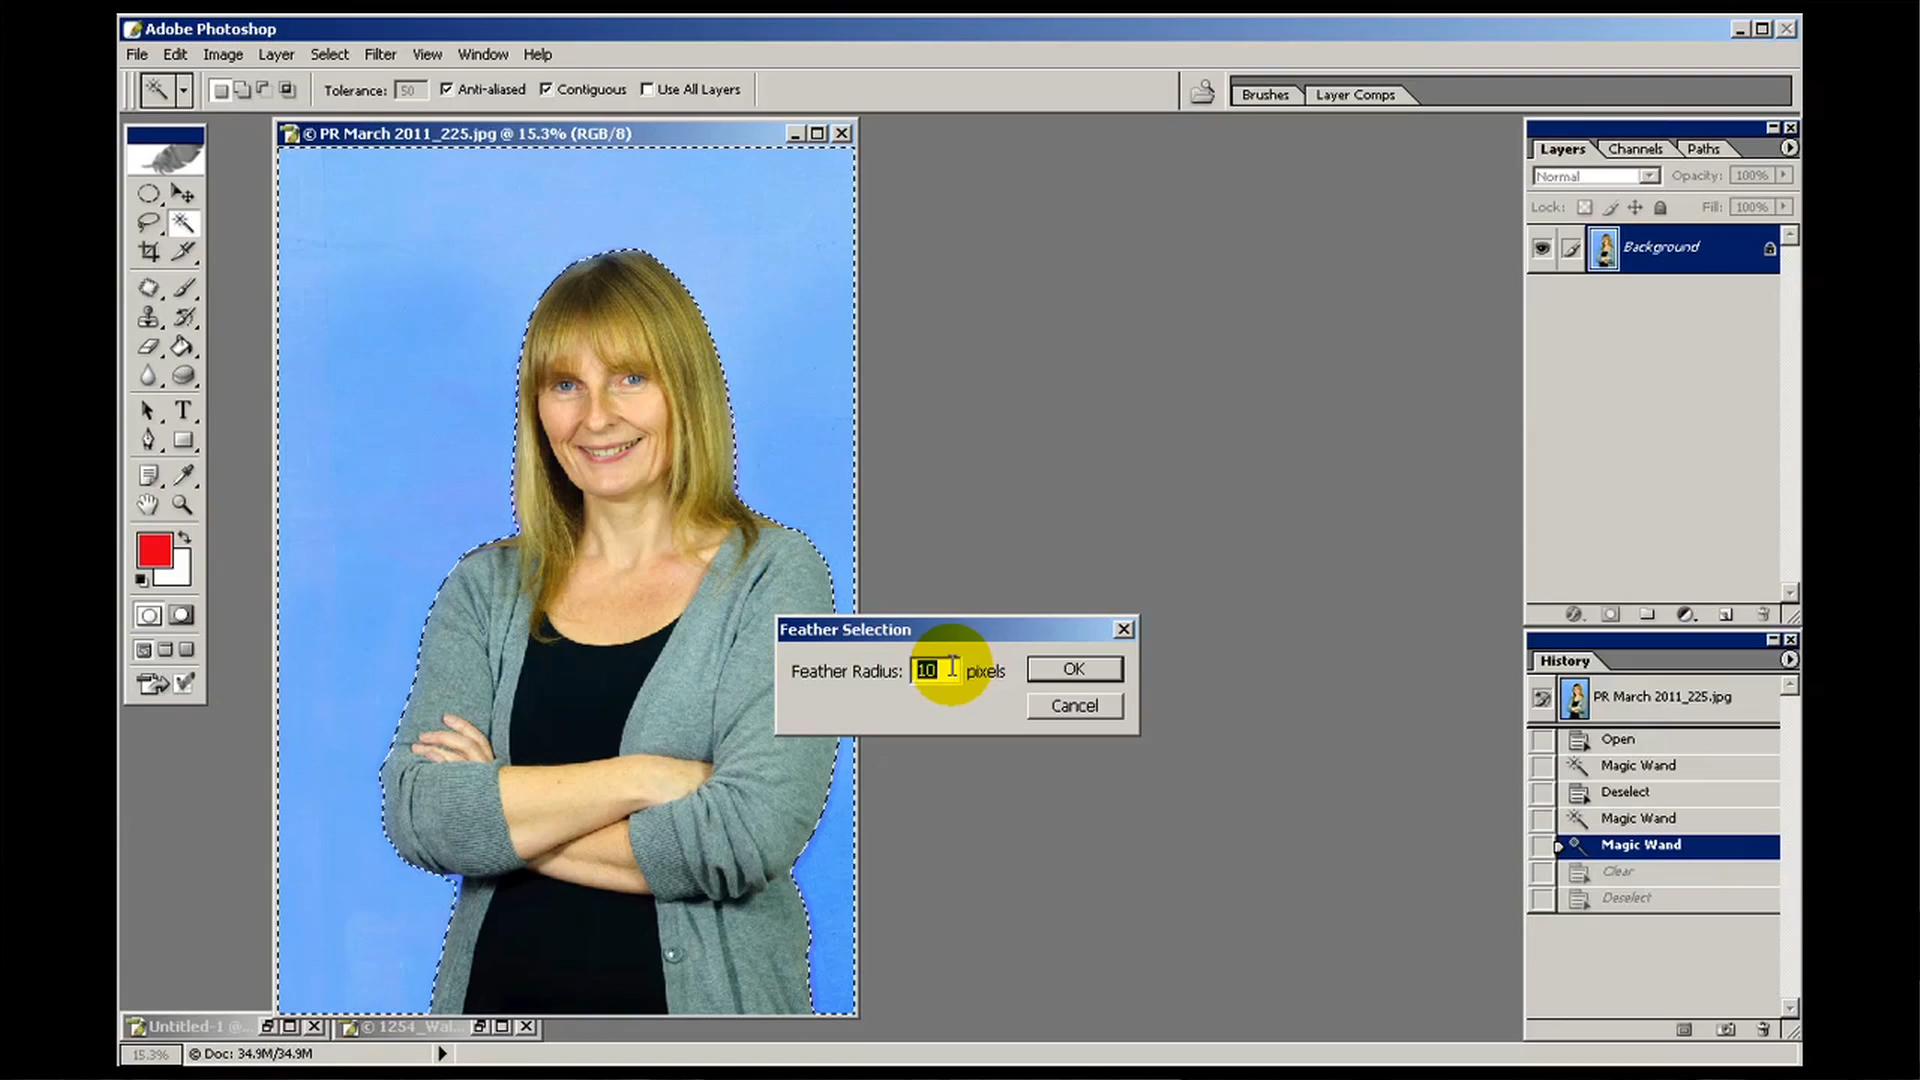 Adobe Photoshop
File Edit Image Layer Select Filter View Window Help
Tolerance: 50 Anti-aliased Contiguous Use All Layers
Brushes Layer Comps
© PR March 2011_225.jpg @ 15.3% (RGB/8)
Layers Channels Paths
Normal Opacity: 100%
Lock: Fill: 100%
Background
T
Feather Selection
Feather Radius: 10 pixels
OK
Cancel
History
PR March 2011_225.jpg
Open
Magic Wand
Deselect
Magic Wand
Magic Wand
Clear
Deselect
Untitled-1 @... © 1254_Wal...
15.3% © Doc: 34.9M/34.9M